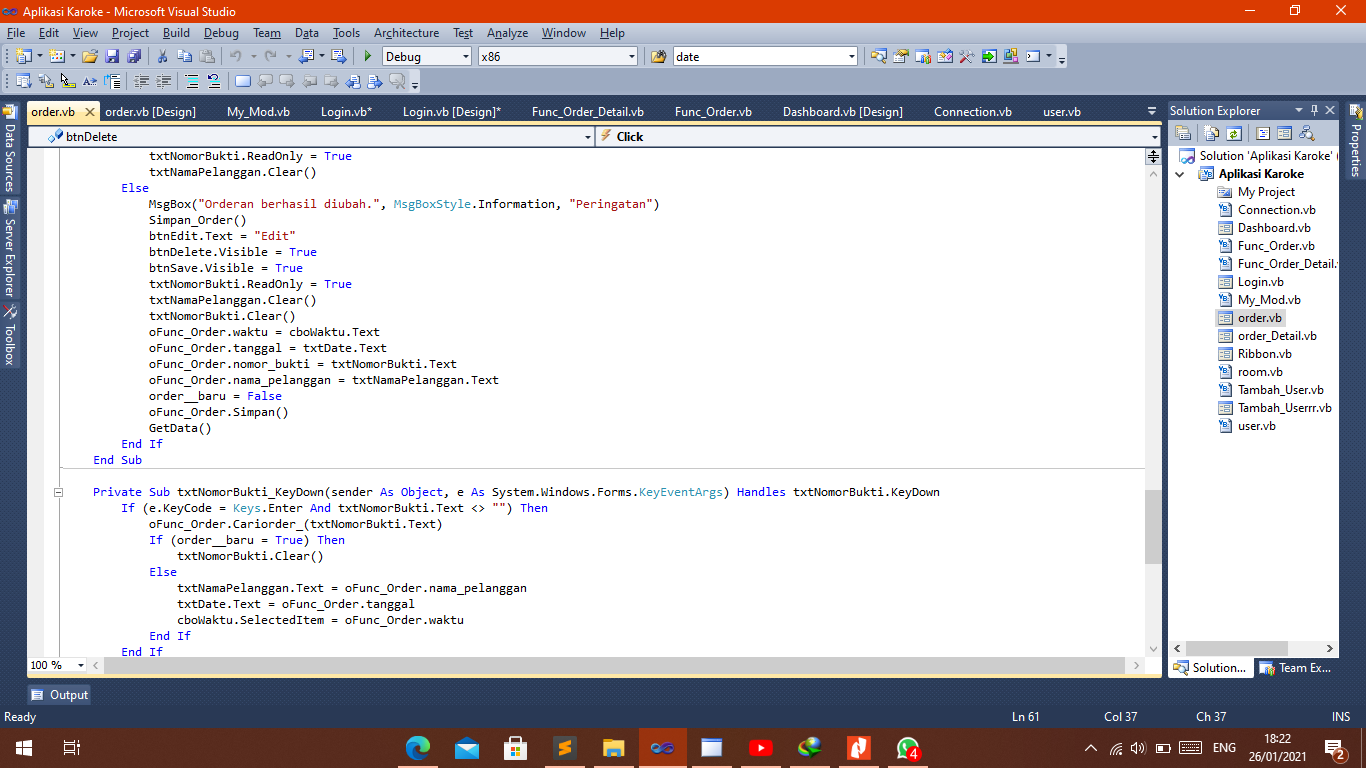 Aplikasi Karoke - Microsoft Visual Studio
File Edit View Project Build Debug Team Data Tools Architecture Test Analyze Window Help
Debug x86 date
order.vb order.vb [Design] My_Mod.vb Login.vb* Login.vb [Design]* Func_Order_Detail.vb Func_Order.vb Dashboard.vb [Design] Connection.vb user.vb
btnDelete Click
txtNomorBukti.ReadOnly = True
txtNamaPelanggan.Clear()
Else
MsgBox("Orderan berhasil diubah.", MsgBoxStyle.Information, "Peringatan")
Simpan_Order()
btnEdit.Text = "Edit"
btnDelete.Visible = True
btnSave.Visible = True
txtNomorBukti.ReadOnly = True
txtNamaPelanggan.Clear()
txtNomorBukti.Clear()
oFunc_Order.waktu = cboWaktu.Text
oFunc_Order.tanggal = txtDate.Text
oFunc_Order.nomor_bukti = txtNomorBukti.Text
oFunc_Order.nama_pelanggan = txtNamaPelanggan.Text
order__baru = False
oFunc_Order.Simpan()
GetData()
End If
End Sub
Private Sub txtNomorBukti_KeyDown(sender As Object, e As System.Windows.Forms.KeyEventArgs) Handles txtNomorBukti.KeyDown
If (e.KeyCode = Keys.Enter And txtNomorBukti.Text <> "") Then
oFunc_Order.Cariorder_(txtNomorBukti.Text)
If (order__baru = True) Then
txtNomorBukti.Clear()
Else
txtNamaPelanggan.Text = oFunc_Order.nama_pelanggan
txtDate.Text = oFunc_Order.tanggal
cboWaktu.SelectedItem = oFunc_Order.waktu
End If
End If
100 %
Data Sources
Server Explorer
Toolbox
Solution Explorer
Solution 'Aplikasi Karoke' (
Aplikasi Karoke
My Project
Connection.vb
Dashboard.vb
Func_Order.vb
Func_Order_Detail.
Login.vb
My_Mod.vb
order.vb
order_Detail.vb
Ribbon.vb
room.vb
Tambah_User.vb
Tambah_Userrr.vb
user.vb
Solution... Team Ex...
Properties
Output
Ready Ln 61 Col 37 Ch 37 INS
4
ENG
18:22
26/01/2021
2